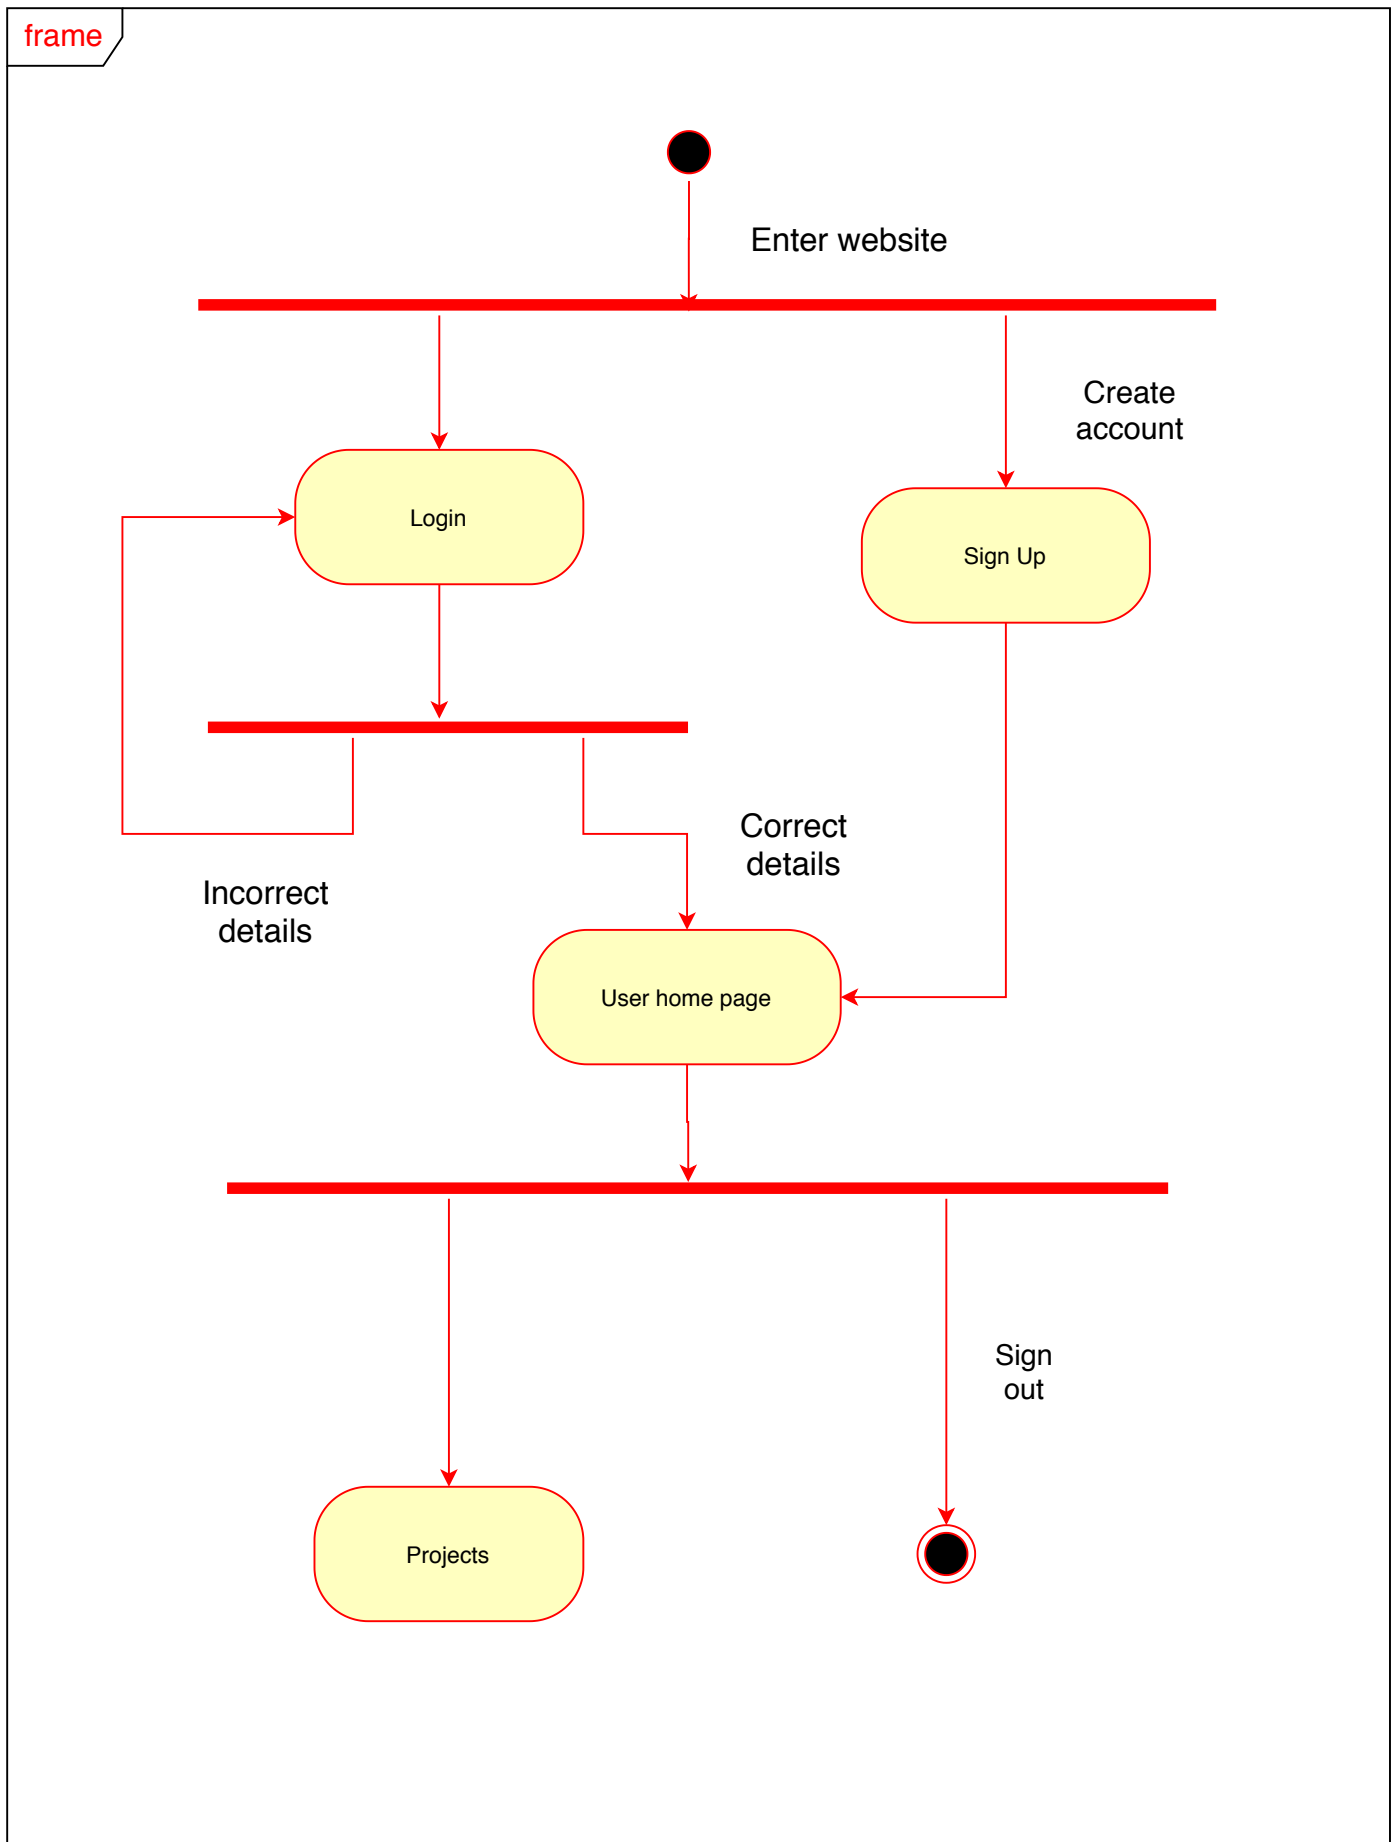 frame
Enter website
Create
account
Login
Sign Up
Correct
details
Incorrect
details
User home page
Sign
out
Projects